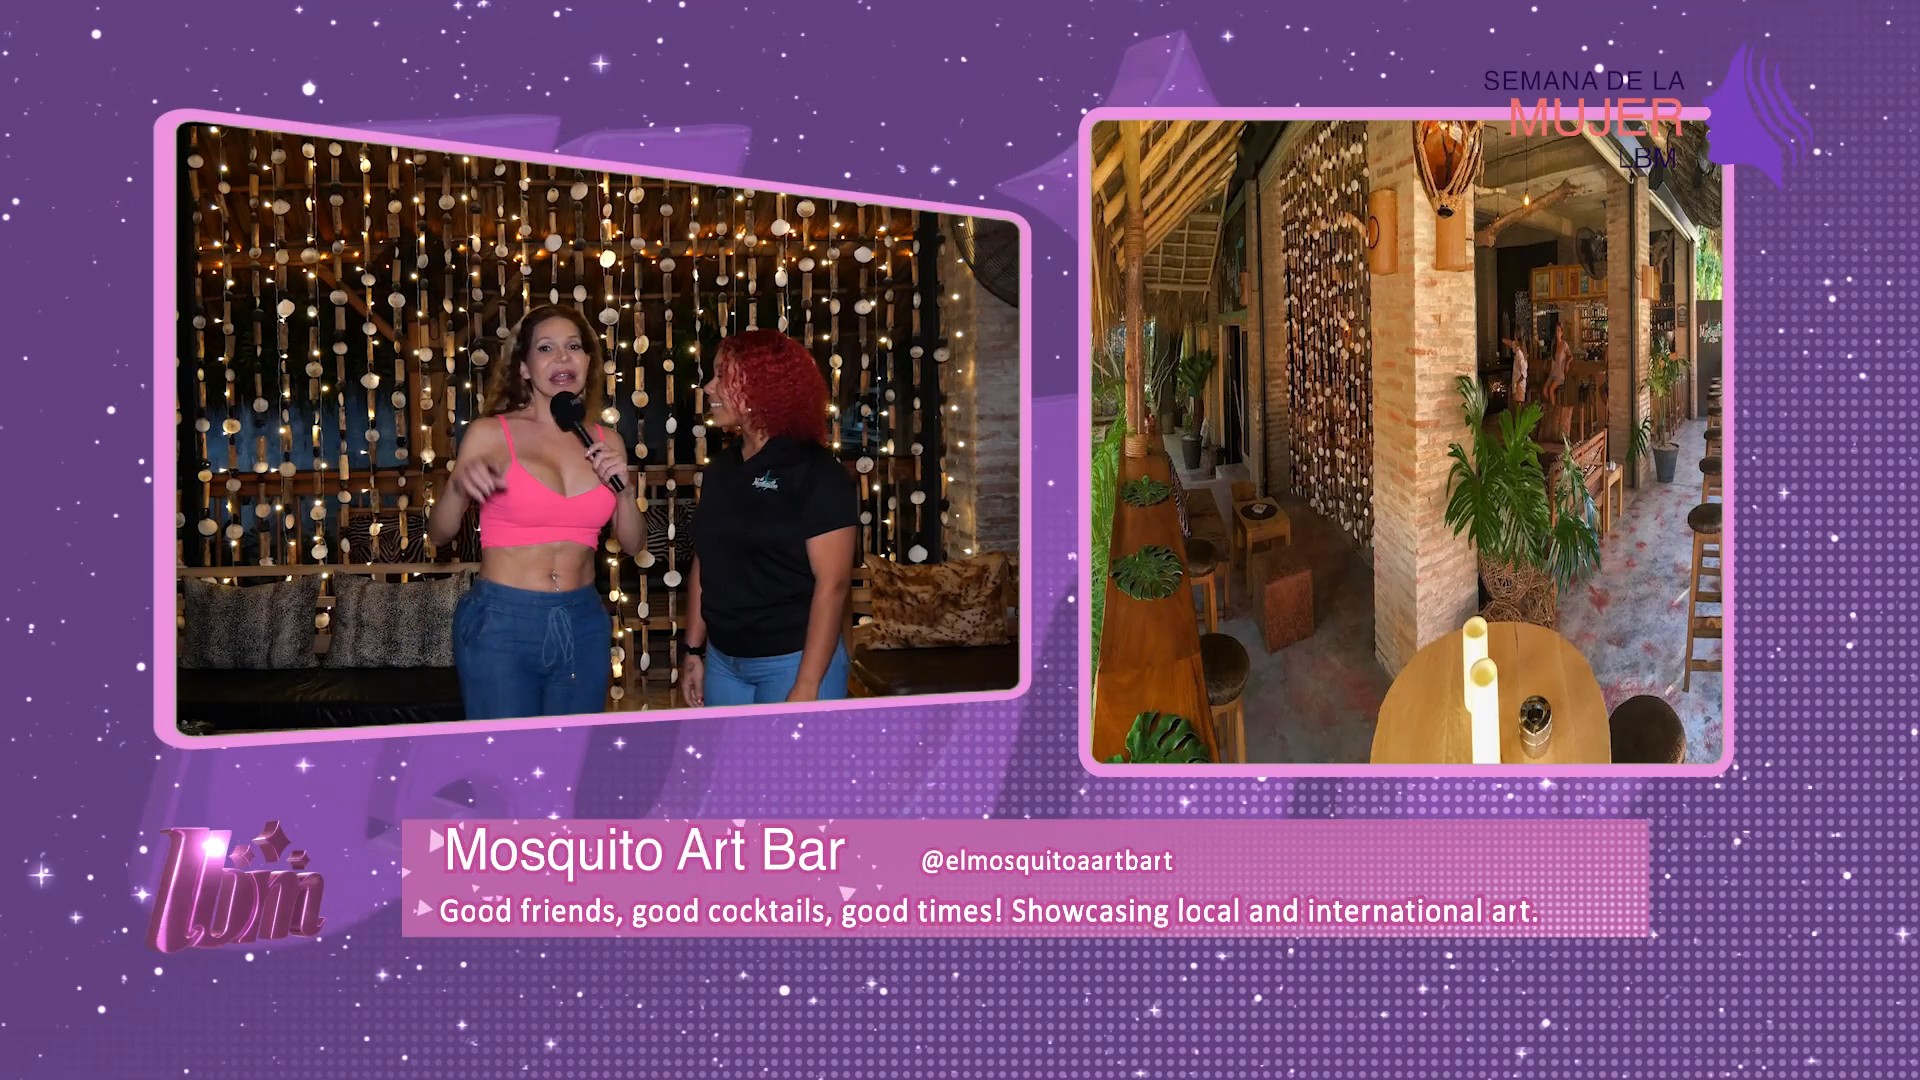 SEMANA DE LA
MUJER
LBM
Mosquito Art Bar
@elmosquitoaartbart
Good friends, good cocktails, good times! Showcasing local and international art.
lbm